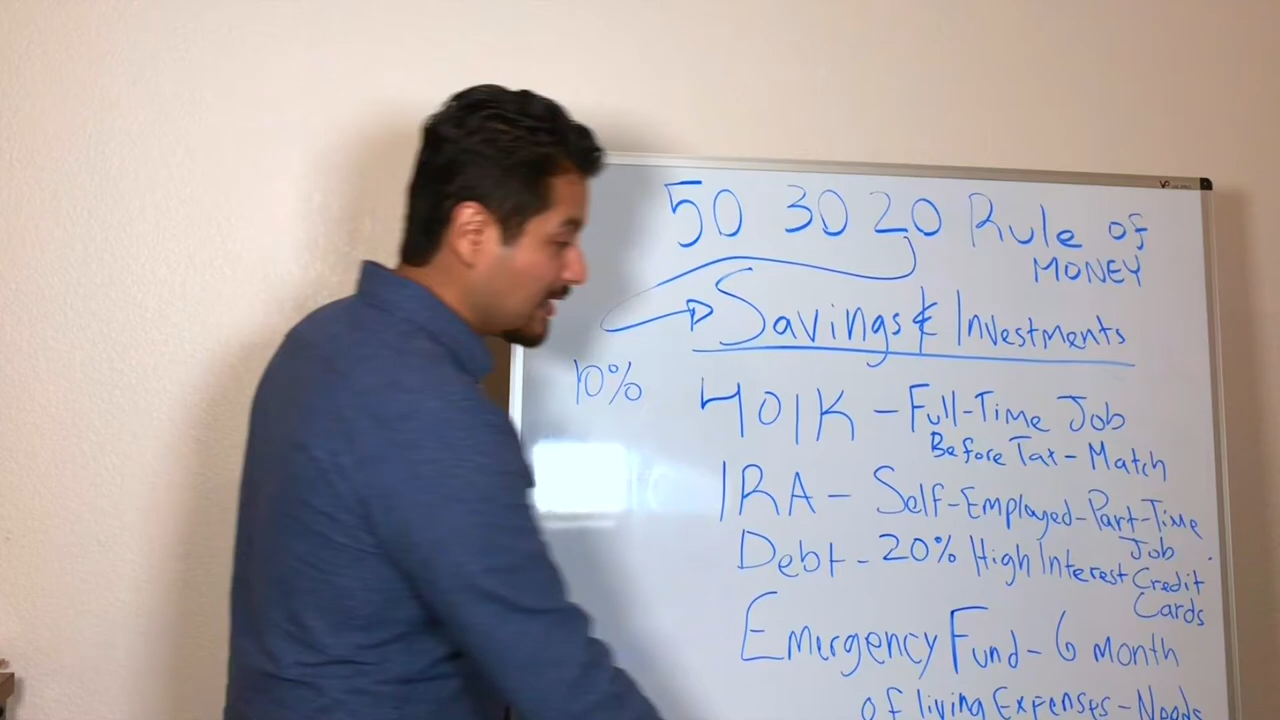 50 30 20 Rule of
MONEY
Savings & Investments
10%
401K - Full-Time Job
Before Tax - Match
IRA - Self-Employed-Part-Time
Job
Debt - 20% High Interest Credit
Cards
Emergency Fund - 6 month
of living Expenses - Needs